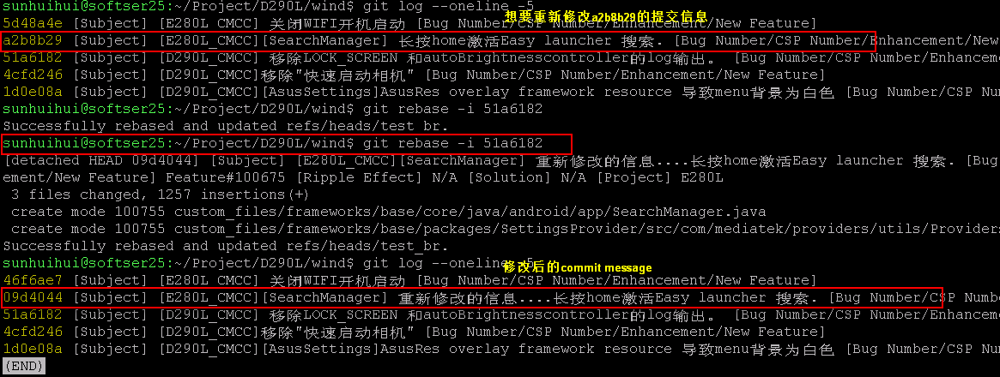 sunhuihui@softser25:~/Project/D290L/wind$ git log --oneline -5
想要重新修改a2b8b29的提交信息
5d48a4e [Subject] [E280L_CMCC] 关闭WIFI开机启动 [Bug Number/CSP Number/Enhancement/New Feature]
a2b8b29 [Subject] [E280L_CMCC][SearchManager] 长按home激活Easy launcher 搜索. [Bug Number/CSP Number/Enhancement/New
51a6182 [Subject] [D290L_CMCC] 移除LOCK_SCREEN 和autoBrightnesscontroller的log输出。 [Bug Number/CSP Number/Enhancement
4cfd246 [Subject] [D290L_CMCC]移除"快速启动相机" [Bug Number/CSP Number/Enhancement/New Feature]
1d0e08a [Subject] [D290L_CMCC][AsusSettings]AsusRes overlay framework resource 导致menu背景为白色 [Bug Number/CSP Num
sunhuihui@softser25:~/Project/D290L/wind$ git rebase -i 51a6182
Successfully rebased and updated refs/heads/test_br.
sunhuihui@softser25:~/Project/D290L/wind$ git rebase -i 51a6182
[detached HEAD 09d4044] [Subject] [E280L_CMCC][SearchManager] 重新修改的信息....长按home激活Easy launcher 搜索. [Bug
ement/New Feature] Feature#100675 [Ripple Effect] N/A [Solution] N/A [Project] E280L
3 files changed, 1257 insertions(+)
create mode 100755 custom_files/frameworks/base/core/java/android/app/SearchManager.java
create mode 100755 custom_files/frameworks/base/packages/SettingsProvider/src/com/mediatek/providers/utils/Providers
Successfully rebased and updated refs/heads/test_br.
sunhuihui@softser25:~/Project/D290L/wind$ git log --oneline -5
修改后的commit message
46f6ae7 [Subject] [E280L_CMCC] 关闭WIFI开机启动 [Bug Number/CSP Number/Enhancement/New Feature]
09d4044 [Subject] [E280L_CMCC][SearchManager] 重新修改的信息....长按home激活Easy launcher 搜索. [Bug Number/CSP Numb
51a6182 [Subject] [D290L_CMCC] 移除LOCK_SCREEN 和autoBrightnesscontroller的log输出。 [Bug Number/CSP Number/Enhancement
4cfd246 [Subject] [D290L_CMCC]移除"快速启动相机" [Bug Number/CSP Number/Enhancement/New Feature]
1d0e08a [Subject] [D290L_CMCC][AsusSettings]AsusRes overlay framework resource 导致menu背景为白色 [Bug Number/CSP Num
(END)